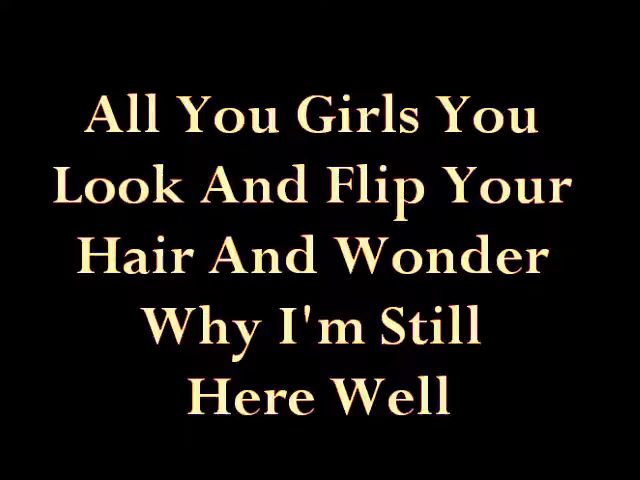 All You Girls You
Look And Flip Your
Hair And Wonder
Why I'm Still
Here Well